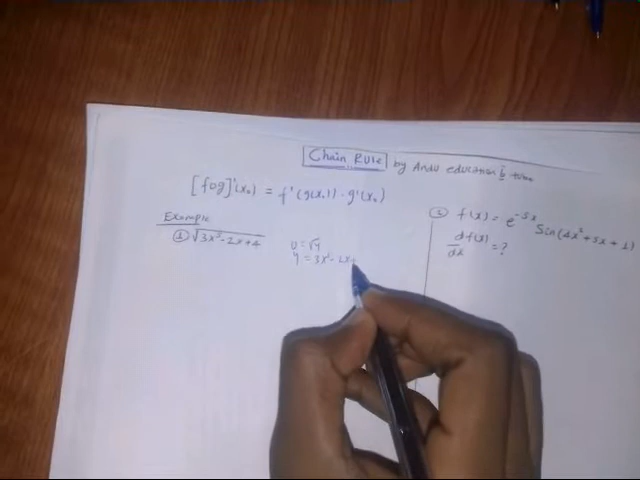 Chain RULE by Andu education & tutor
[fog]'(x₀) = f'(g(x₀)) · g'(x₀)
Example
① √3x²-2x+4
U = √y
y = 3x²-2x+
② f(x) = e^-5x Sin(4x²+5x+1)
df(x)/dx = ?